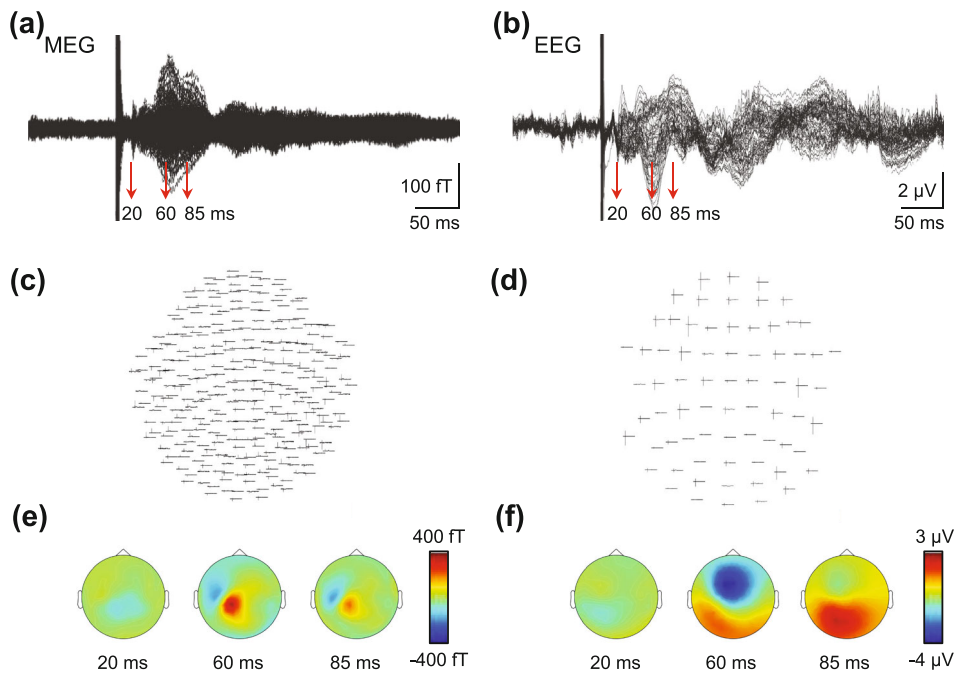 (a)
MEG
100 fT
20 60 85 ms
50 ms
(b)
EEG
2 µV
20 60 85 ms
50 ms
(c)
(d)
(e)
400 fT
-400 fT
20 ms 60 ms 85 ms
(f)
3 µV
-4 µV
20 ms 60 ms 85 ms